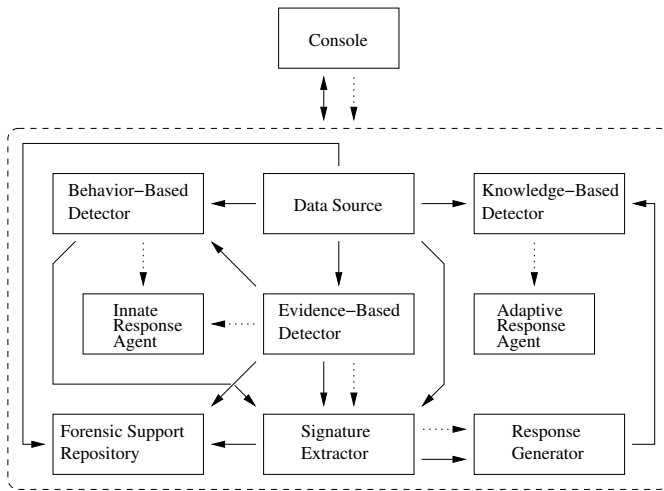 Console
Behavior−Based
Detector
Data Source
Knowledge−Based
Detector
Innate
Response
Agent
Evidence−Based
Detector
Adaptive
Response
Agent
Forensic Support
Repository
Signature
Extractor
Response
Generator